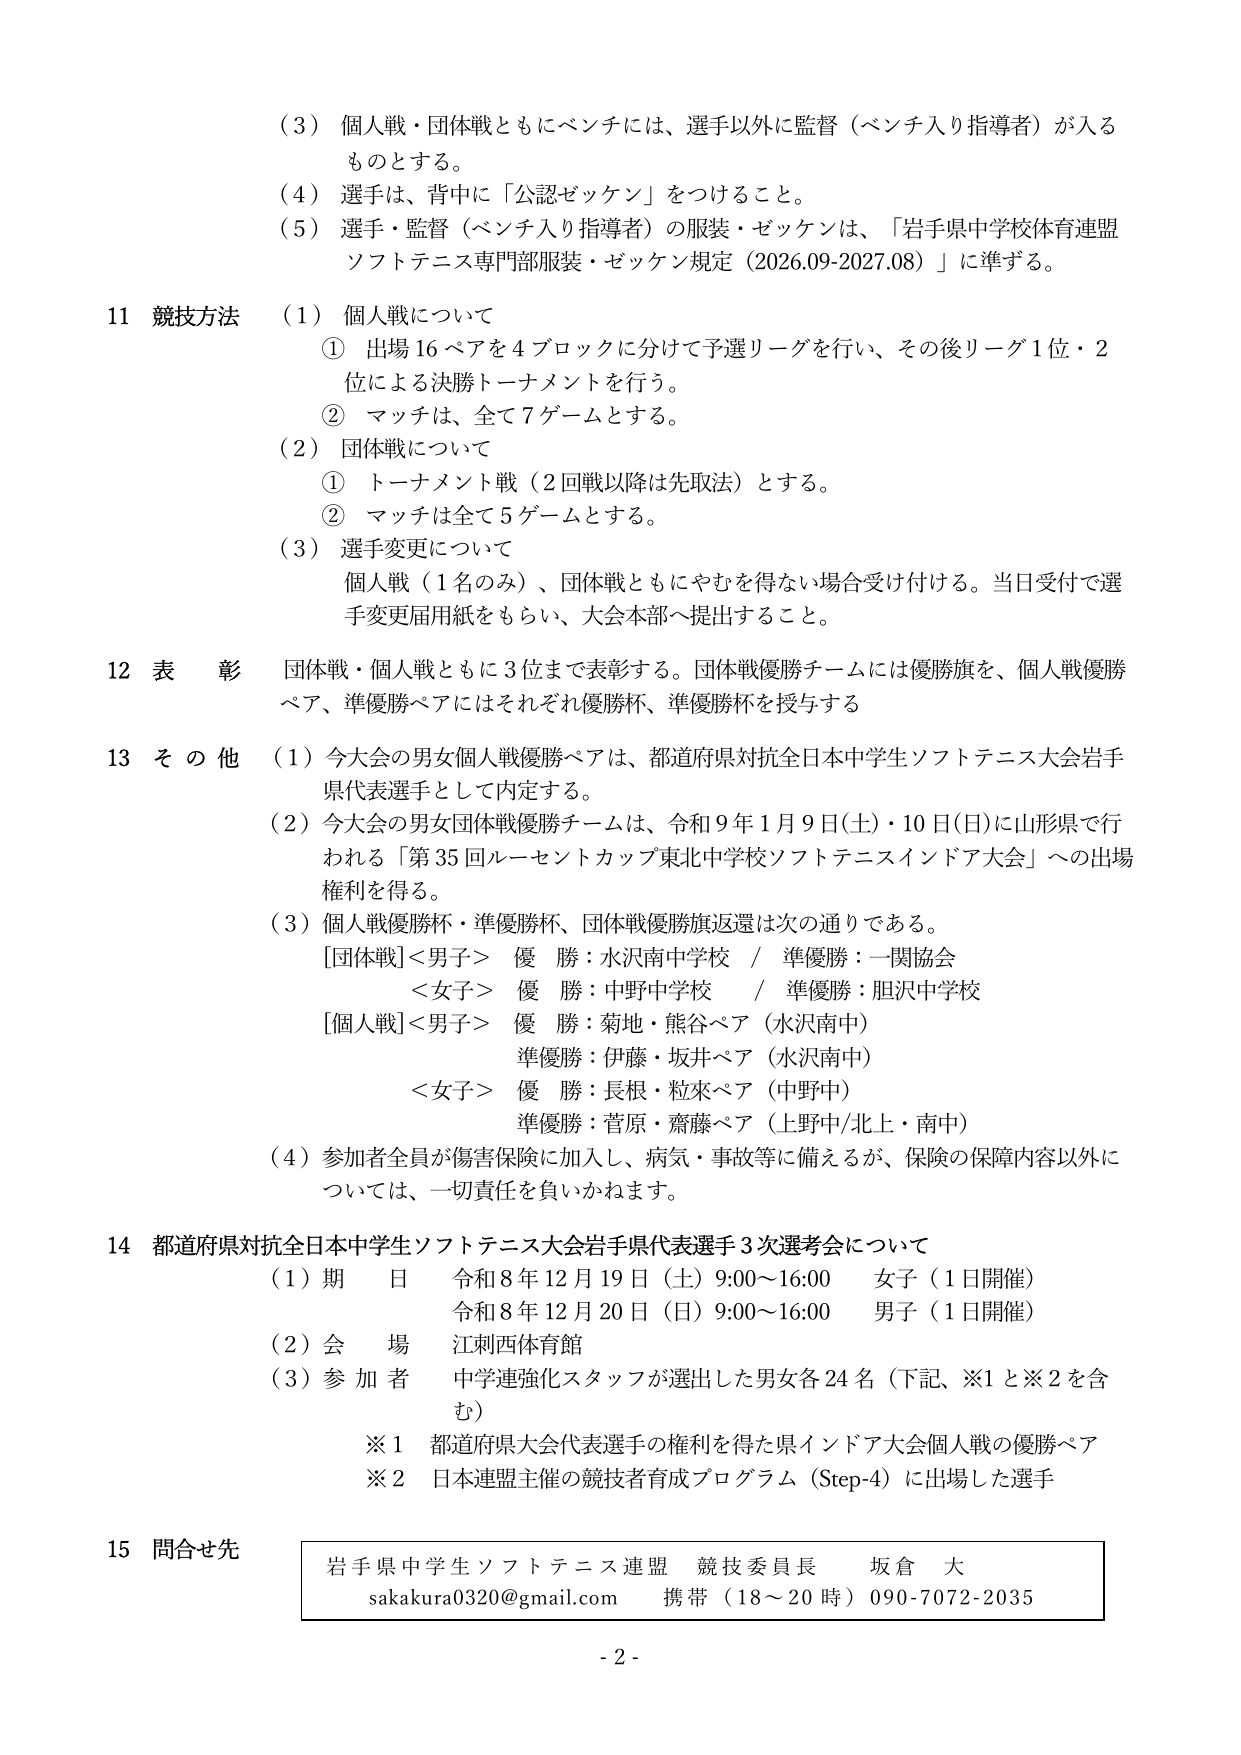 （３） 個人戦・団体戦ともにベンチには、選手以外に監督（ベンチ入り指導者）が入る
ものとする。
（４） 選手は、背中に「公認ゼッケン」をつけること。
（５） 選手・監督（ベンチ入り指導者）の服装・ゼッケンは、「岩手県中学校体育連盟
ソフトテニス専門部服装・ゼッケン規定（2026.09-2027.08）」に準ずる。
11 競技方法 （１） 個人戦について
① 出場 16 ペアを４ブロックに分けて予選リーグを行い、その後リーグ１位・２
位による決勝トーナメントを行う。
② マッチは、全て７ゲームとする。
（２） 団体戦について
① トーナメント戦（２回戦以降は先取法）とする。
② マッチは全て５ゲームとする。
（３） 選手変更について
個人戦（１名のみ）、団体戦ともにやむを得ない場合受け付ける。当日受付で選
手変更届用紙をもらい、大会本部へ提出すること。
12 表　彰 団体戦・個人戦ともに３位まで表彰する。団体戦優勝チームには優勝旗を、個人戦優勝
ペア、準優勝ペアにはそれぞれ優勝杯、準優勝杯を授与する
13 そ の 他 （１）今大会の男女個人戦優勝ペアは、都道府県対抗全日本中学生ソフトテニス大会岩手
県代表選手として内定する。
（２）今大会の男女団体戦優勝チームは、令和９年１月９日(土)・10 日(日)に山形県で行
われる「第 35 回ルーセントカップ東北中学校ソフトテニスインドア大会」への出場
権利を得る。
（３）個人戦優勝杯・準優勝杯、団体戦優勝旗返還は次の通りである。
[団体戦]＜男子＞　優　勝：水沢南中学校　/　準優勝：一関協会
＜女子＞　優　勝：中野中学校　/　準優勝：胆沢中学校
[個人戦]＜男子＞　優　勝：菊地・熊谷ペア（水沢南中）
準優勝：伊藤・坂井ペア（水沢南中）
＜女子＞　優　勝：長根・粒來ペア（中野中）
準優勝：菅原・齋藤ペア（上野中/北上・南中）
（４）参加者全員が傷害保険に加入し、病気・事故等に備えるが、保険の保障内容以外に
ついては、一切責任を負いかねます。
14 都道府県対抗全日本中学生ソフトテニス大会岩手県代表選手３次選考会について
（１）期　日　令和８年 12 月 19 日（土）9:00～16:00　女子（１日開催）
令和８年 12 月 20 日（日）9:00～16:00　男子（１日開催）
（２）会　場　江刺西体育館
（３）参 加 者　中学連強化スタッフが選出した男女各 24 名（下記、※1 と※２を含
む）
※１　都道府県大会代表選手の権利を得た県インドア大会個人戦の優勝ペア
※２　日本連盟主催の競技者育成プログラム（Step-4）に出場した選手
15 問合せ先
岩手県中学生ソフトテニス連盟　競技委員長　坂倉　大
sakakura0320@gmail.com　携帯（18～20 時）090-7072-2035
- 2 -